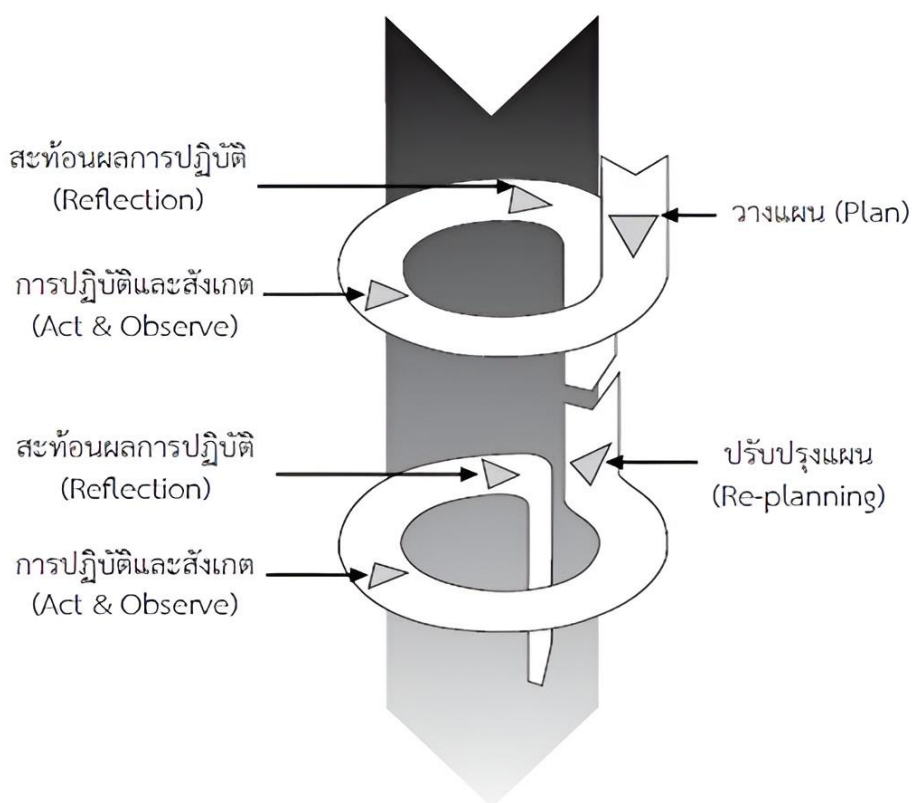 สะท้อนผลการปฏิบัติ
(Reflection)
วางแผน (Plan)
การปฏิบัติและสังเกต
(Act & Observe)
สะท้อนผลการปฏิบัติ
(Reflection)
ปรับปรุงแผน
(Re-planning)
การปฏิบัติและสังเกต
(Act & Observe)